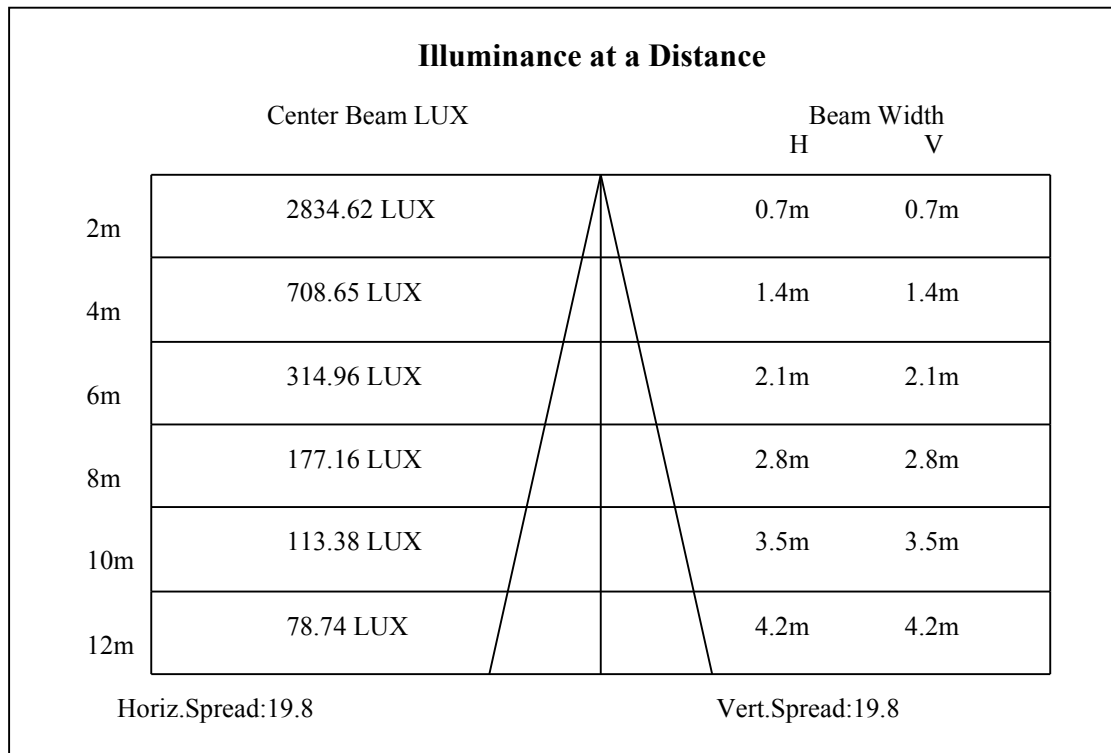 Illuminance at a Distance
Center Beam LUX Beam Width
H V
2m 2834.62 LUX 0.7m 0.7m
4m 708.65 LUX 1.4m 1.4m
6m 314.96 LUX 2.1m 2.1m
8m 177.16 LUX 2.8m 2.8m
10m 113.38 LUX 3.5m 3.5m
12m 78.74 LUX 4.2m 4.2m
Horiz.Spread:19.8 Vert.Spread:19.8